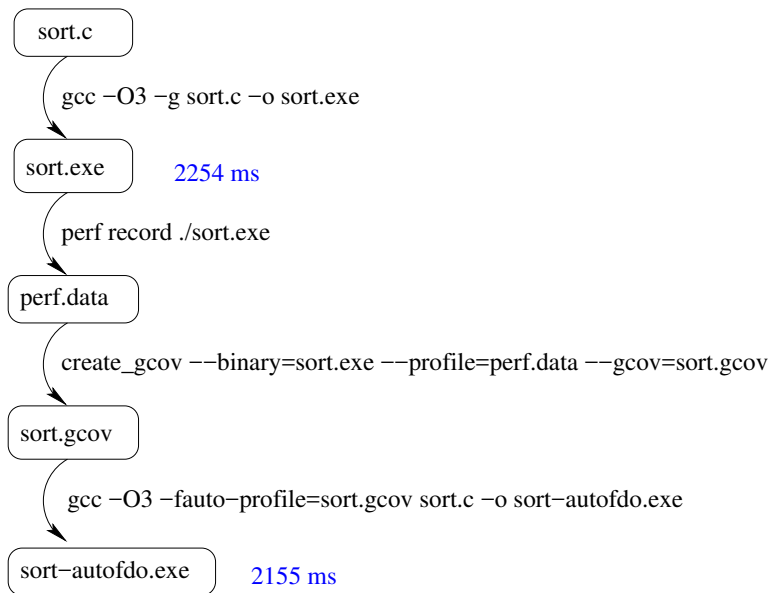 sort.c
gcc −O3 −g sort.c −o sort.exe
sort.exe
2254 ms
perf record ./sort.exe
perf.data
create_gcov −−binary=sort.exe −−profile=perf.data −−gcov=sort.gcov
sort.gcov
gcc −O3 −fauto−profile=sort.gcov sort.c −o sort−autofdo.exe
sort−autofdo.exe
2155 ms